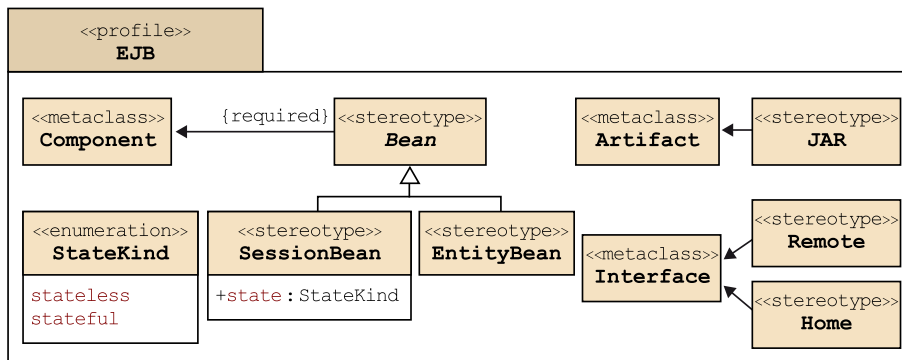 <<profile>>
EJB
<<metaclass>>
Component
{required}
<<stereotype>>
Bean
<<metaclass>>
Artifact
<<stereotype>>
JAR
<<enumeration>>
StateKind
stateless
stateful
<<stereotype>>
SessionBean
+state:StateKind
<<stereotype>>
EntityBean
<<metaclass>>
Interface
<<stereotype>>
Remote
<<stereotype>>
Home